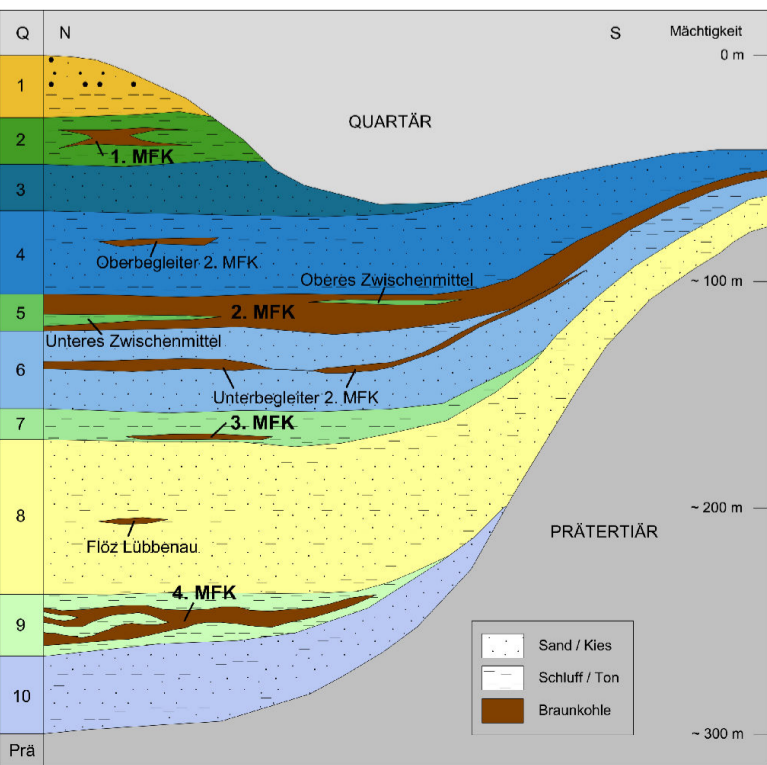 Q N S Mächtigkeit
0 m
1
QUARTÄR
2
1. MFK
3
4
Oberbegleiter 2. MFK
Oberes Zwischenmittel
~ 100 m
5
2. MFK
Unteres Zwischenmittel
6
Unterbegleiter 2. MFK
7
3. MFK
8
~ 200 m
PRÄTERTIÄR
Flöz Lübbenau
4. MFK
9
Sand / Kies
Schluff / Ton
10
Braunkohle
~ 300 m
Prä